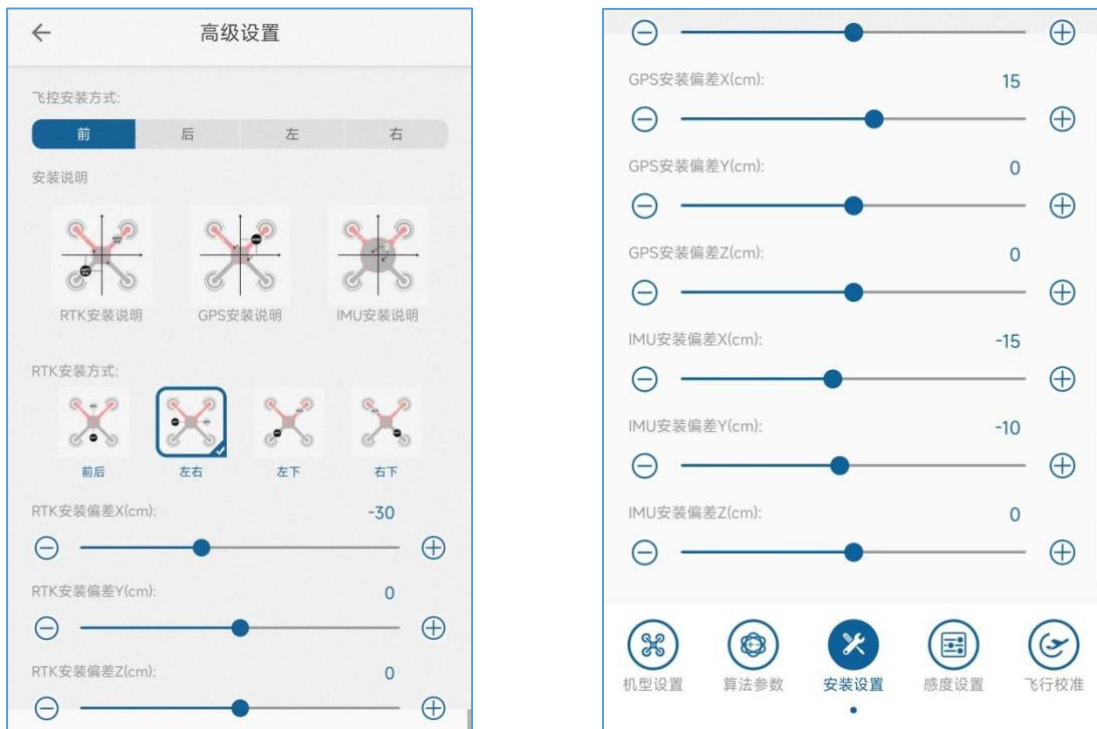 高级设置
飞控安装方式:
前 后 左 右
安装说明
RTK安装说明 GPS安装说明 IMU安装说明
RTK安装方式:
前后 左右 左下 右下
RTK安装偏差X(cm): -30
RTK安装偏差Y(cm): 0
RTK安装偏差Z(cm): 0
GPS安装偏差X(cm): 15
GPS安装偏差Y(cm): 0
GPS安装偏差Z(cm): 0
IMU安装偏差X(cm): -15
IMU安装偏差Y(cm): -10
IMU安装偏差Z(cm): 0
机型设置 算法参数 安装设置 感度设置 飞行校准